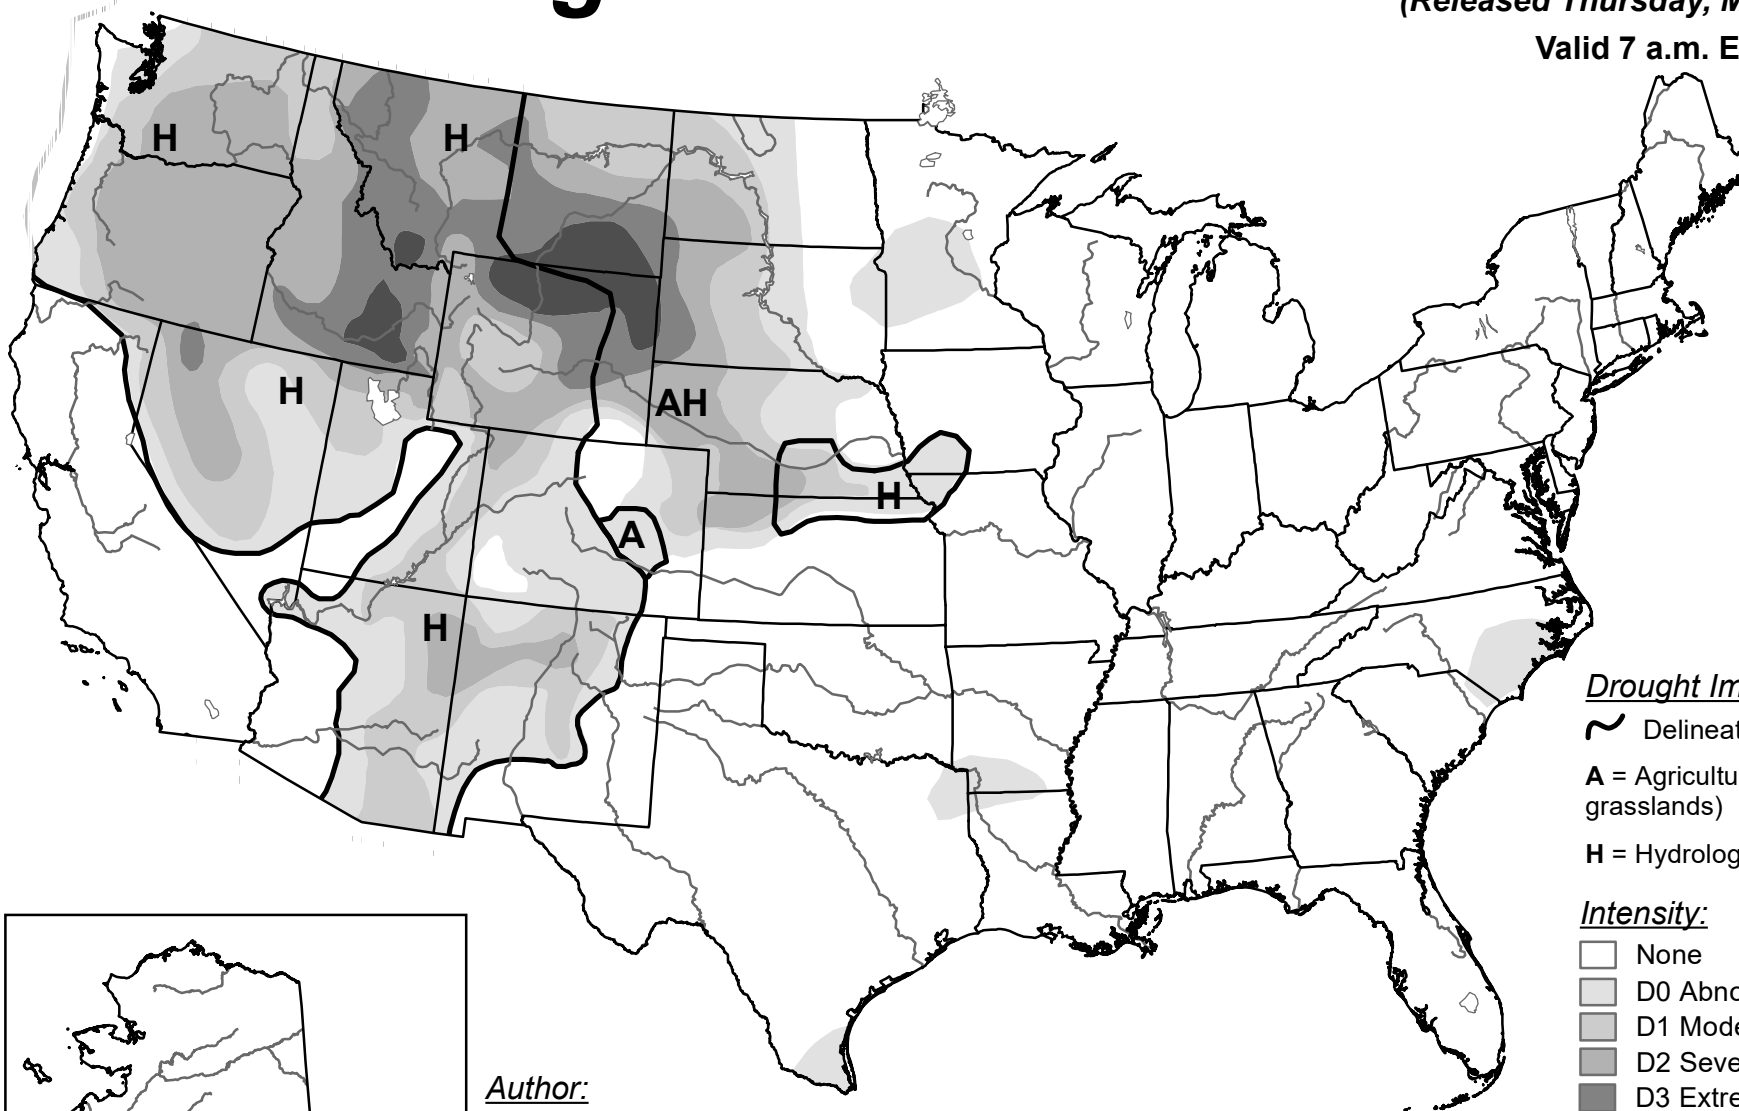 (Released Thursday, M
Valid 7 a.m. E
H
H
H
AH
H
A
H
Drought Im
Delineat
A = Agricultu
grasslands)
H = Hydrolog
Intensity:
None
D0 Abno
D1 Mode
D2 Seve
D3 Extre
Author: